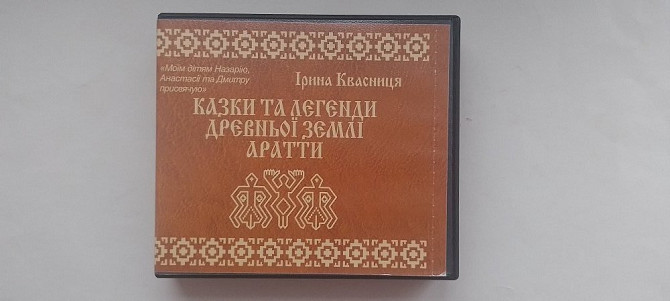 «Моїм дітям Назарію,
Анастасії та Дмитру
присвячую»
Ірина Квасниця
КАЗКИ ТА ЛЕГЕНДИ
ДРЕВНЬОЇ ЗЕМЛІ
АРАТТИ